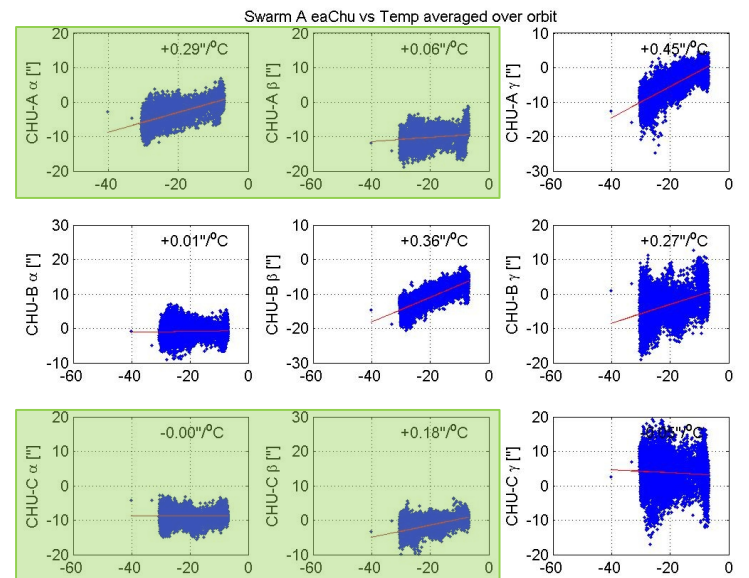 Swarm A eaChu vs Temp averaged over orbit
20 20 10
+0.29"/°C +0.06"/°C +0.45"/°C
10 10 0
CHU-A α ["] CHU-A β ["] CHU-A γ ["]
0 0 -10
-10 -10 -20
-20 -20 -30
-40 -20 0 -60 -40 -20 0 -60 -40 -20 0
30 10 20
+0.01"/°C +0.36"/°C +0.27"/°C
20 0 10
CHU-B α ["] CHU-B β ["] CHU-B γ ["]
10 -10 0
0 -20 -10
-10 -30 -20
-60 -40 -20 0 -60 -40 -20 0 -60 -40 -20 0
20 30 20
-0.00"/°C +0.18"/°C
10 20 10
CHU-C α ["] CHU-C β ["] CHU-C γ ["]
0 10 0
-10 0 -10
-20 -10 -20
-60 -40 -20 0 -60 -40 -20 0 -60 -40 -20 0